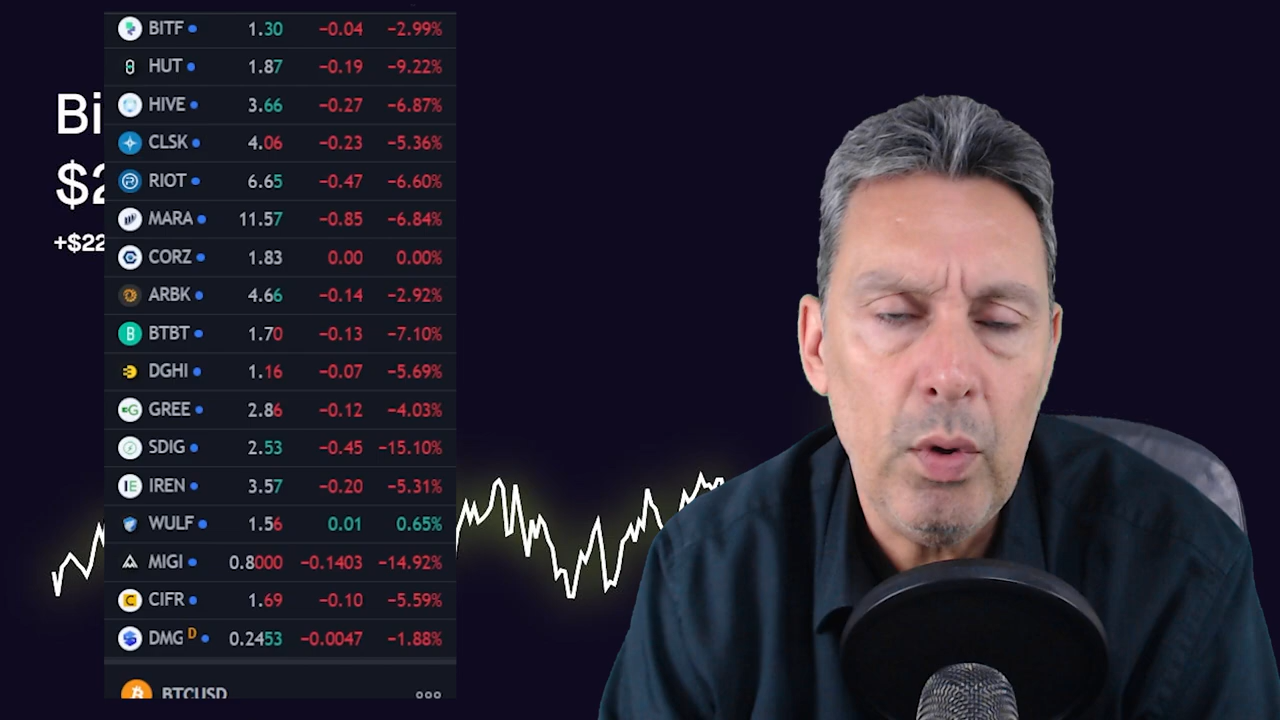 Bi
$2
+$22
BITF 1.30 −0.04 −2.99%
HUT 1.87 −0.19 −9.22%
HIVE 3.66 −0.27 −6.87%
CLSK 4.06 −0.23 −5.36%
RIOT 6.65 −0.47 −6.60%
MARA 11.57 −0.85 −6.84%
CORZ 1.83 0.00 0.00%
ARBK 4.66 −0.14 −2.92%
BTBT 1.70 −0.13 −7.10%
DGHI 1.16 −0.07 −5.69%
GREE 2.86 −0.12 −4.03%
SDIG 2.53 −0.45 −15.10%
IREN 3.57 −0.20 −5.31%
WULF 1.56 0.01 0.65%
MIGI 0.8000 −0.1403 −14.92%
CIFR 1.69 −0.10 −5.59%
DMG D 0.2453 −0.0047 −1.88%
BTCUSD